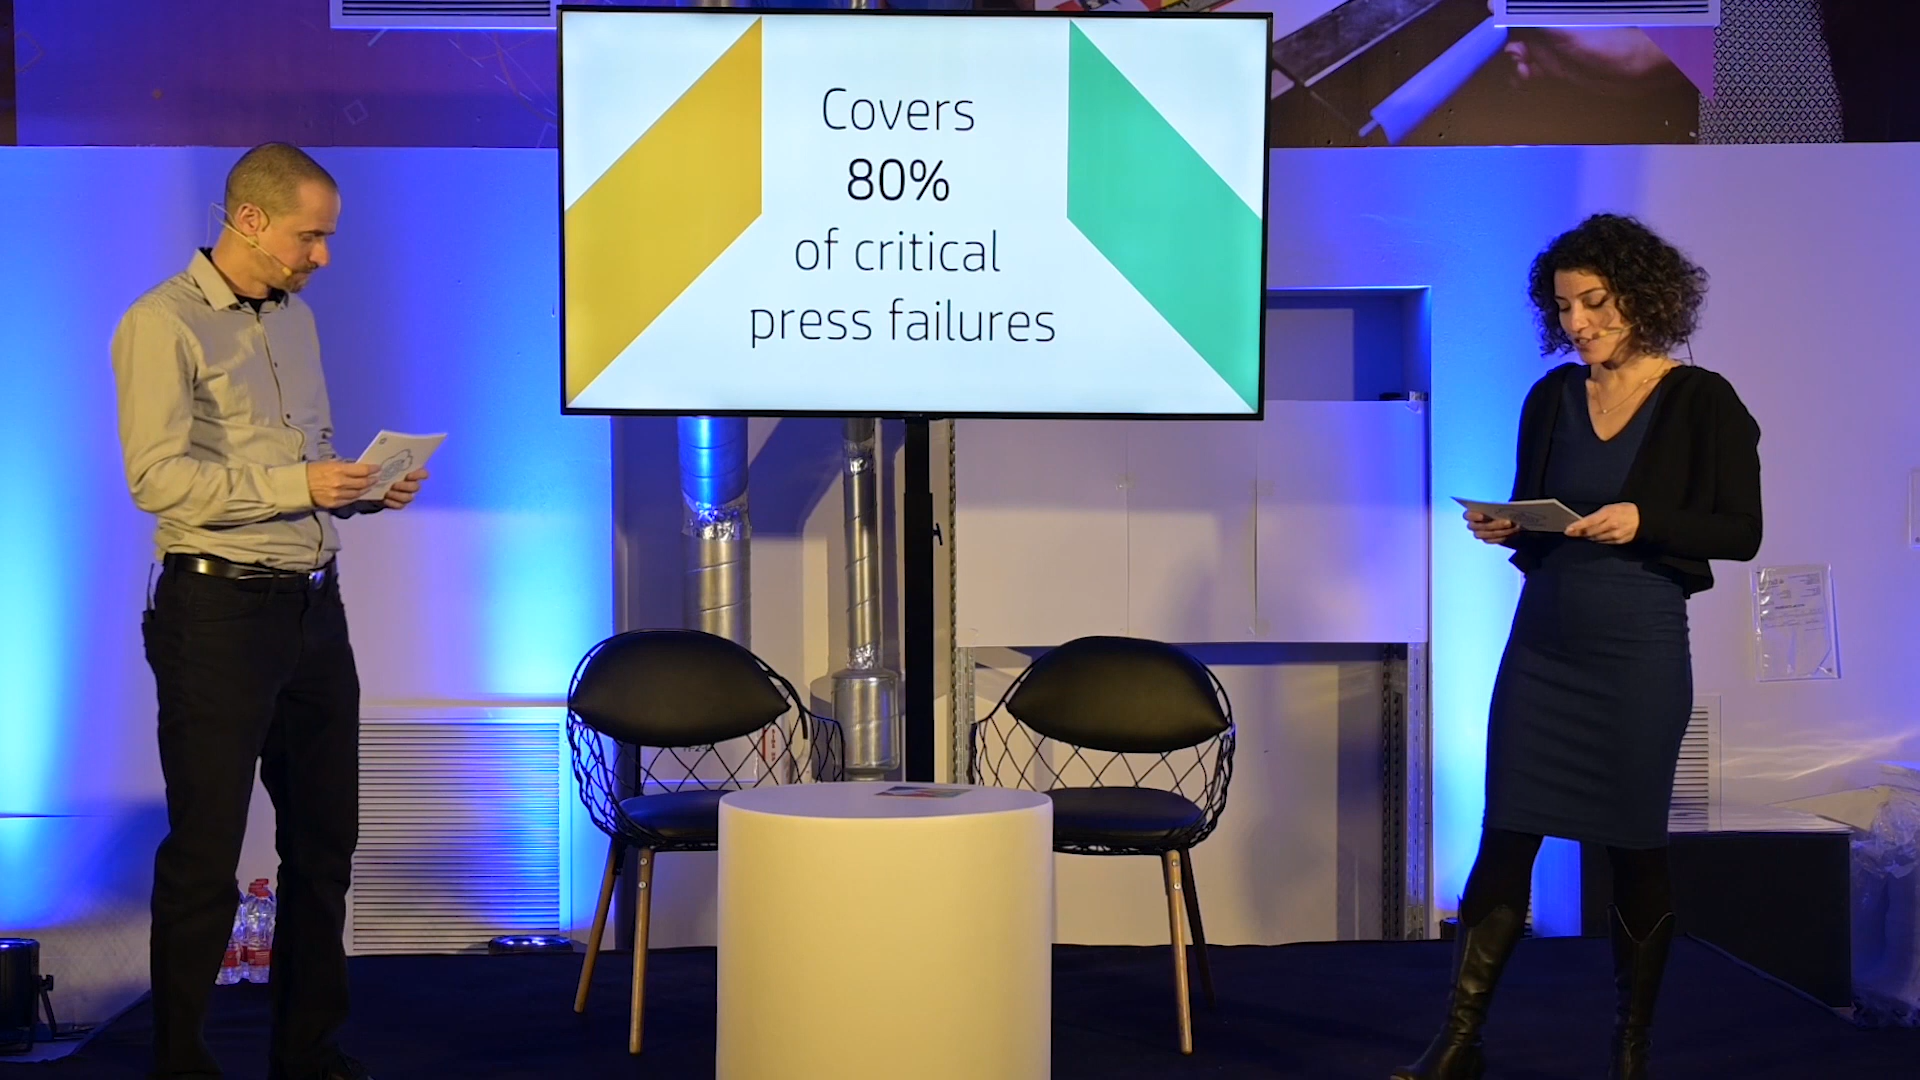 Covers
80%
of critical
press failures